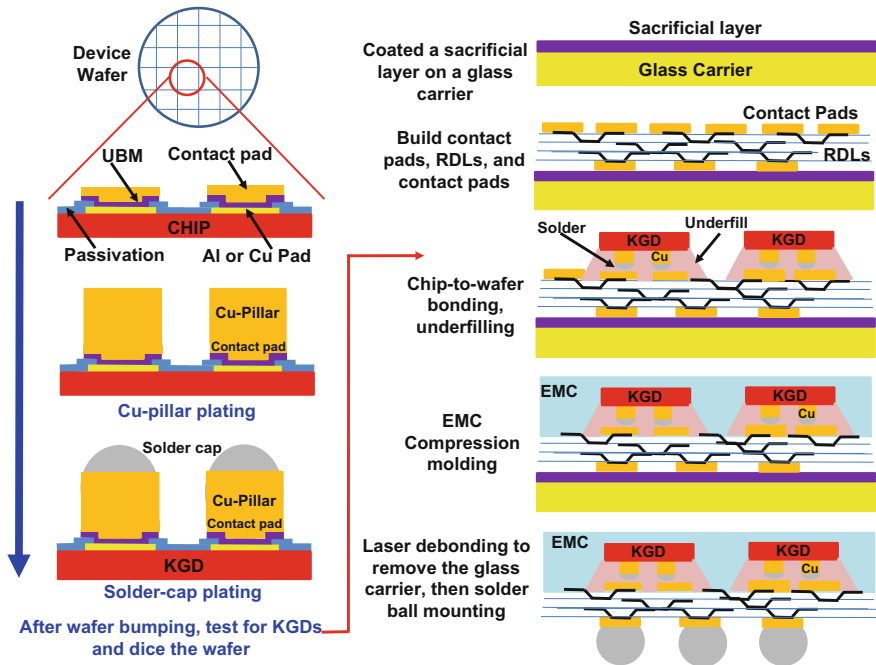 Device
Wafer
UBM
Contact pad
CHIP
Passivation
Al or Cu Pad
Cu-Pillar
Contact pad
Cu-pillar plating
Solder cap
Cu-Pillar
Contact pad
KGD
Solder-cap plating
After wafer bumping, test for KGDs
and dice the wafer
Sacrificial layer
Coated a sacrificial
layer on a glass
carrier
Glass Carrier
Contact Pads
Build contact
pads, RDLs, and
contact pads
RDLs
Solder
KGD
Cu
Underfill
KGD
Chip-to-wafer
bonding,
underfilling
EMC
KGD
KGD
Cu
EMC
Compression
molding
Laser debonding to
remove the glass
carrier, then solder
ball mounting
EMC
KGD
KGD
Cu